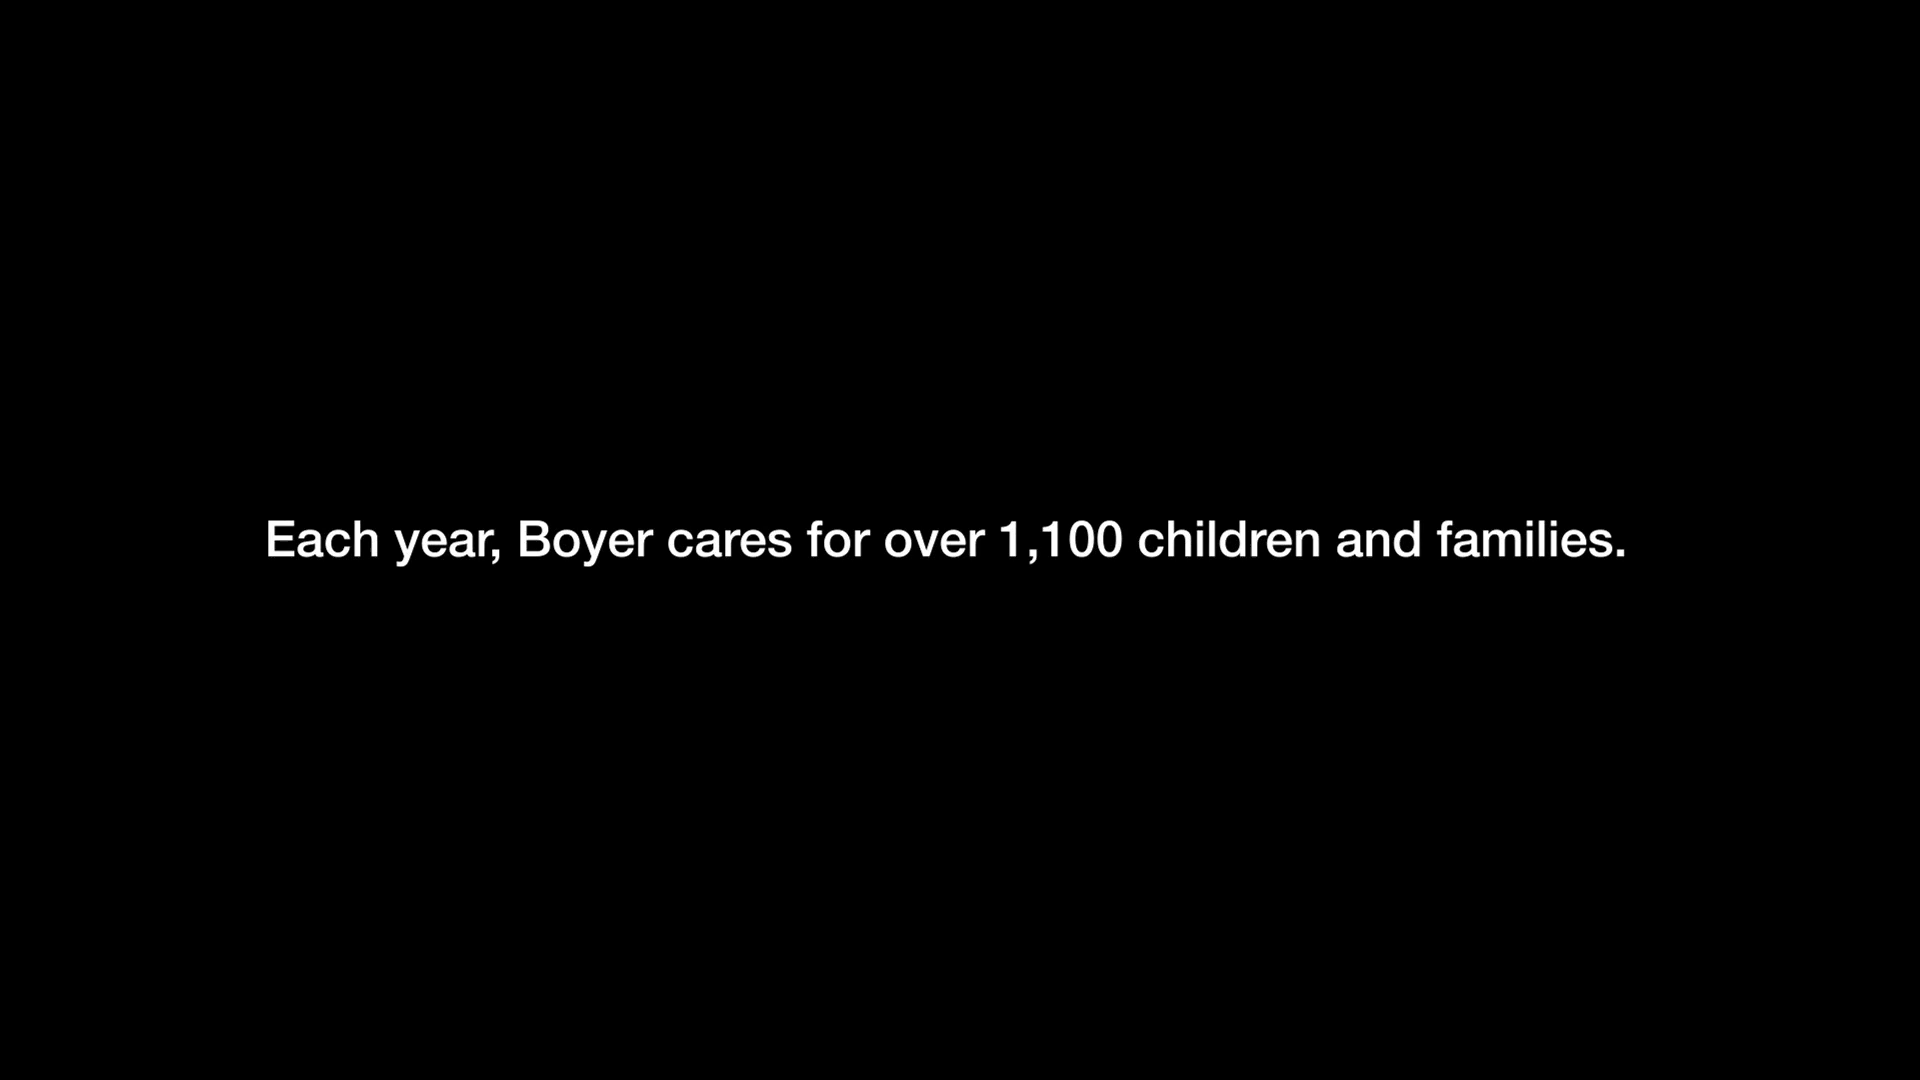 Each year, Boyer cares for over 1,100 children and families.